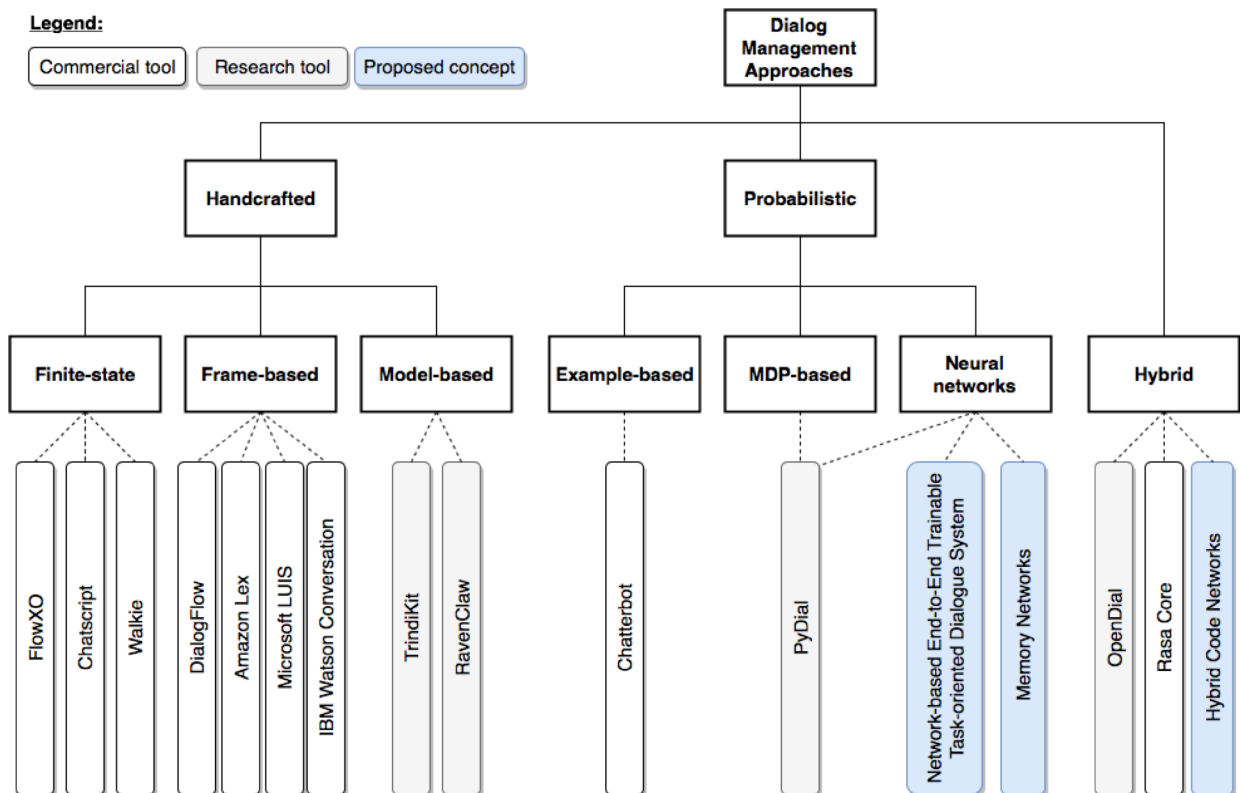 Legend:
Commercial tool
Research tool
Proposed concept
Dialog
Management
Approaches
Handcrafted
Probabilistic
Finite-state
Frame-based
Model-based
Example-based
MDP-based
Neural
networks
Hybrid
FlowXO
Chatscript
Walkie
DialogFlow
Amazon Lex
Microsoft LUIS
IBM Watson Conversation
TrindiKit
RavenClaw
Chatterbot
PyDial
Network-based End-to-End Trainable
Task-oriented Dialogue System
Memory Networks
OpenDial
Rasa Core
Hybrid Code Networks